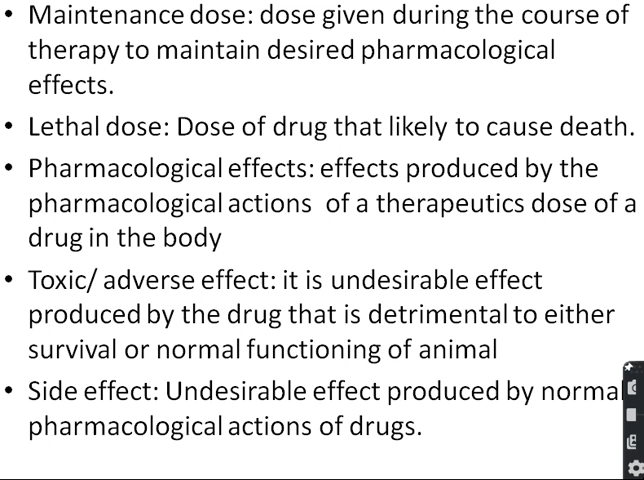 • Maintenance dose: dose given during the course of
therapy to maintain desired pharmacological
effects.
• Lethal dose: Dose of drug that likely to cause death.
• Pharmacological effects: effects produced by the
pharmacological actions of a therapeutics dose of a
drug in the body
• Toxic/ adverse effect: it is undesirable effect
produced by the drug that is detrimental to either
survival or normal functioning of animal
• Side effect: Undesirable effect produced by normal
pharmacological actions of drugs.